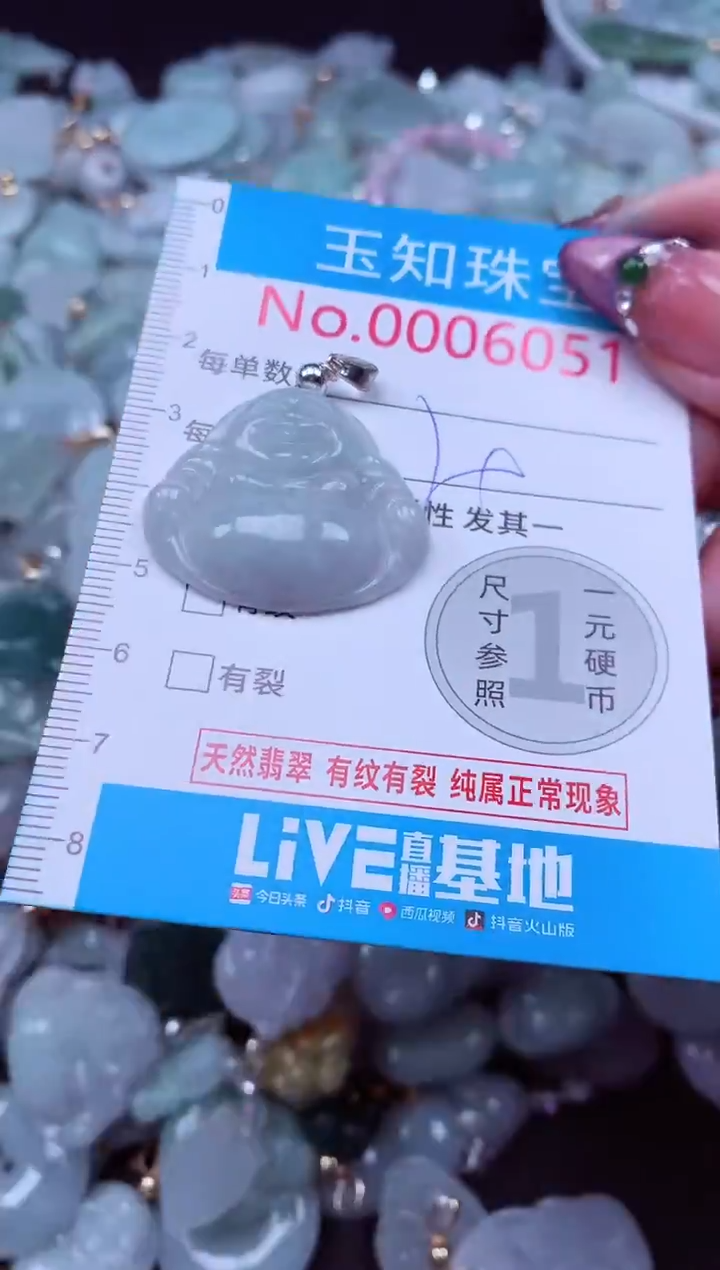 0
玉知珠宝
1
No.0006051
2
每单数
3
每
性 发其一
5
尺寸参照
1
一元硬币
6
有裂
7
天然翡翠 有纹有裂 纯属正常现象
8
LiVE直播基地
今日头条 抖音 西瓜视频 抖音火山版